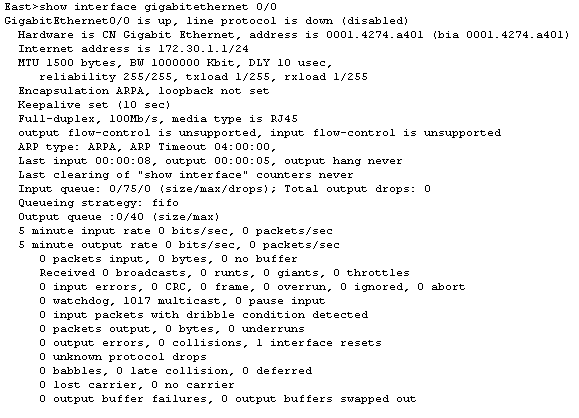 East>show interface gigabitethernet 0/0
GigabitEthernet0/0 is up, line protocol is down (disabled)
Hardware is CN Gigabit Ethernet, address is 0001.4274.a401 (bia 0001.4274.a401)
Internet address is 172.30.1.1/24
MTU 1500 bytes, BW 1000000 Kbit, DLY 10 usec,
reliability 255/255, txload 1/255, rxload 1/255
Encapsulation ARPA, loopback not set
Keepalive set (10 sec)
Full-duplex, 100Mb/s, media type is RJ45
output flow-control is unsupported, input flow-control is unsupported
ARP type: ARPA, ARP Timeout 04:00:00,
Last input 00:00:08, output 00:00:05, output hang never
Last clearing of "show interface" counters never
Input queue: 0/75/0 (size/max/drops); Total output drops: 0
Queueing strategy: fifo
Output queue :0/40 (size/max)
5 minute input rate 0 bits/sec, 0 packets/sec
5 minute output rate 0 bits/sec, 0 packets/sec
0 packets input, 0 bytes, 0 no buffer
Received 0 broadcasts, 0 runts, 0 giants, 0 throttles
0 input errors, 0 CRC, 0 frame, 0 overrun, 0 ignored, 0 abort
0 watchdog, 1017 multicast, 0 pause input
0 input packets with dribble condition detected
0 packets output, 0 bytes, 0 underruns
0 output errors, 0 collisions, 1 interface resets
0 unknown protocol drops
0 babbles, 0 late collision, 0 deferred
0 lost carrier, 0 no carrier
0 output buffer failures, 0 output buffers swapped out